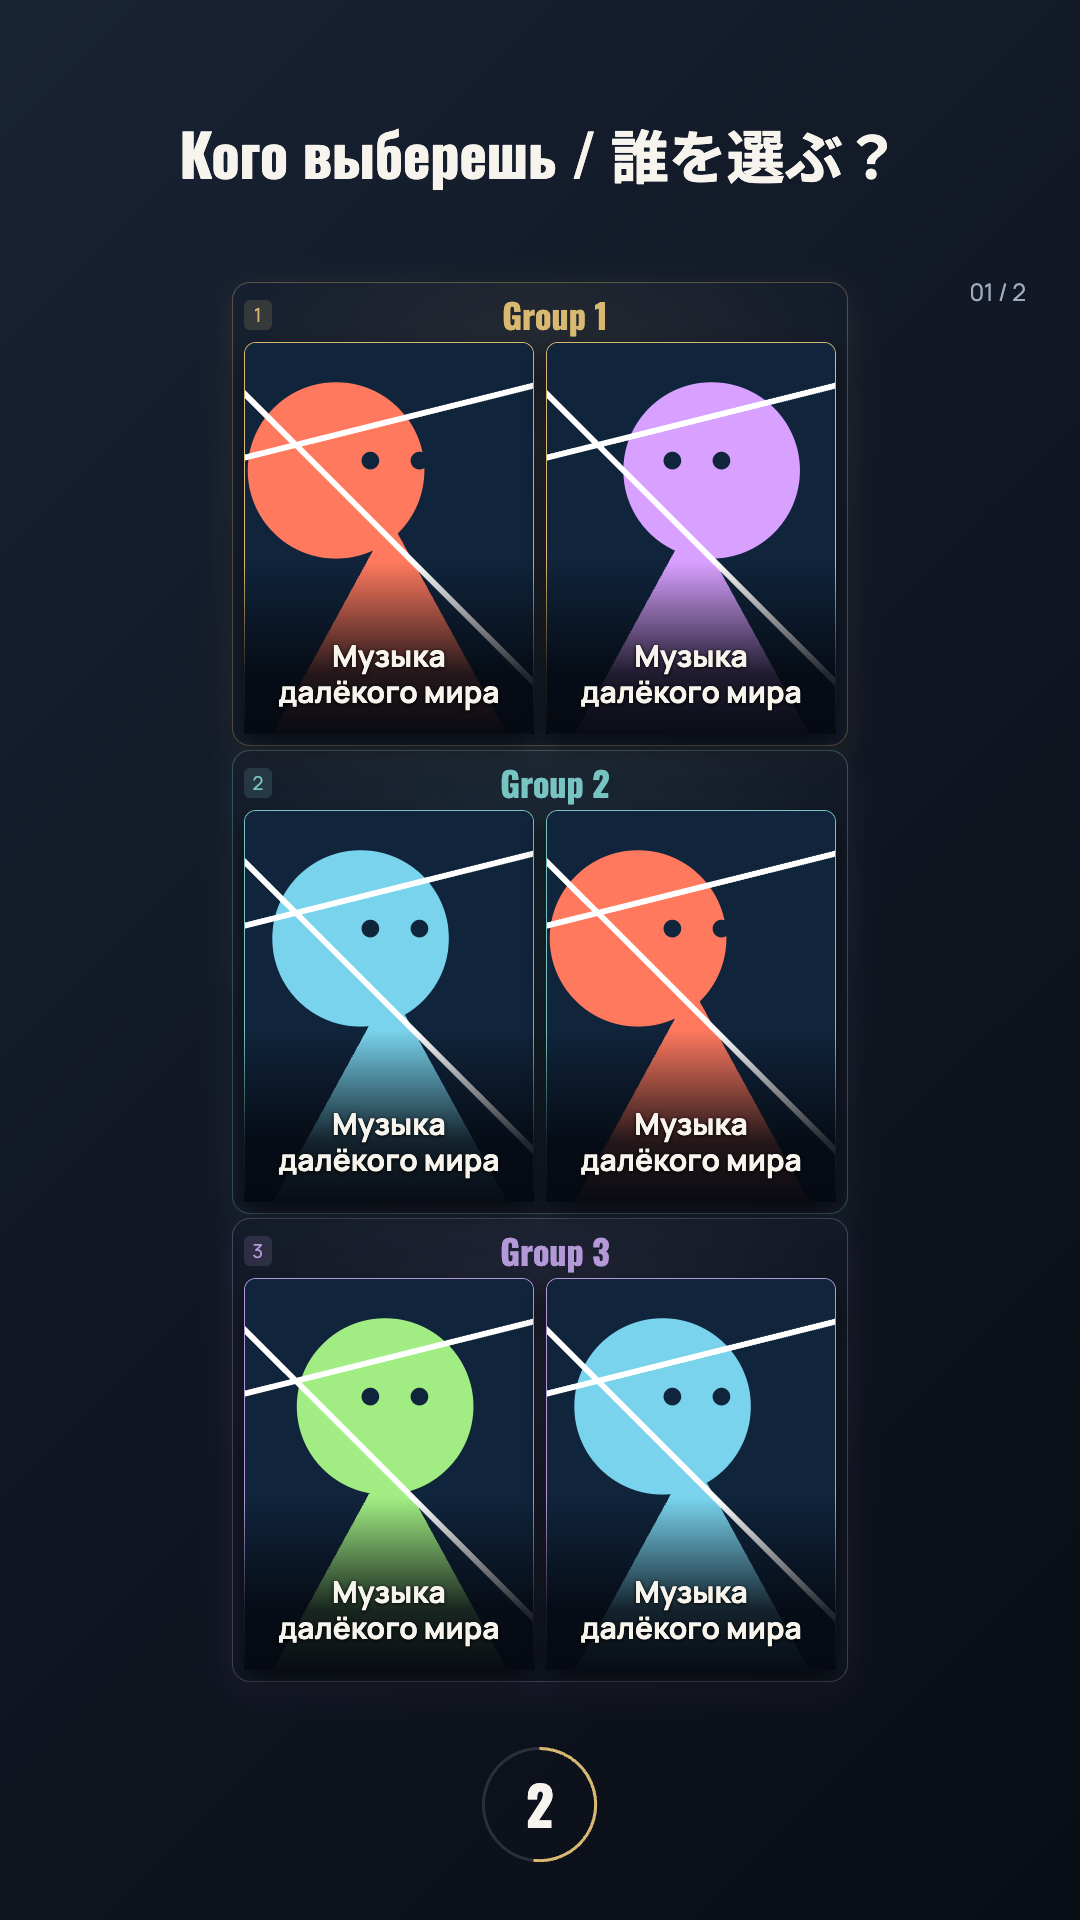 Кого выберешь / 誰を選ぶ？
01 / 2
1
Group 1
Музыка
далёкого мира
Музыка
далёкого мира
2
Group 2
Музыка
далёкого мира
Музыка
далёкого мира
3
Group 3
Музыка
далёкого мира
Музыка
далёкого мира
2